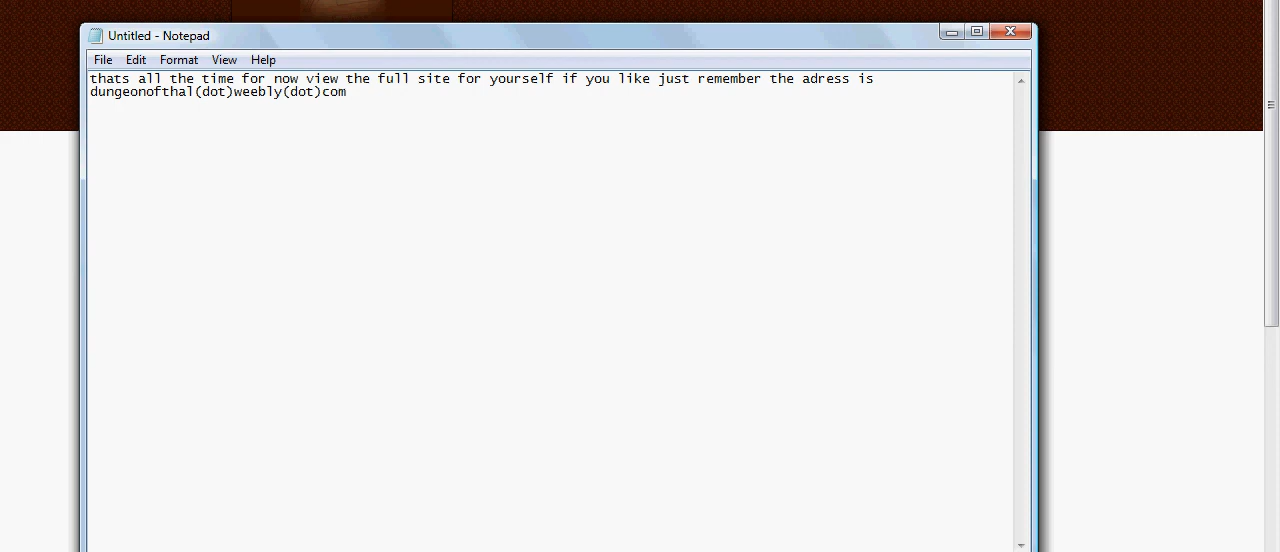 Untitled - Notepad
File Edit Format View Help
thats all the time for now view the full site for yourself if you like just remember the adress is
dungeonofthal(dot)weebly(dot)com